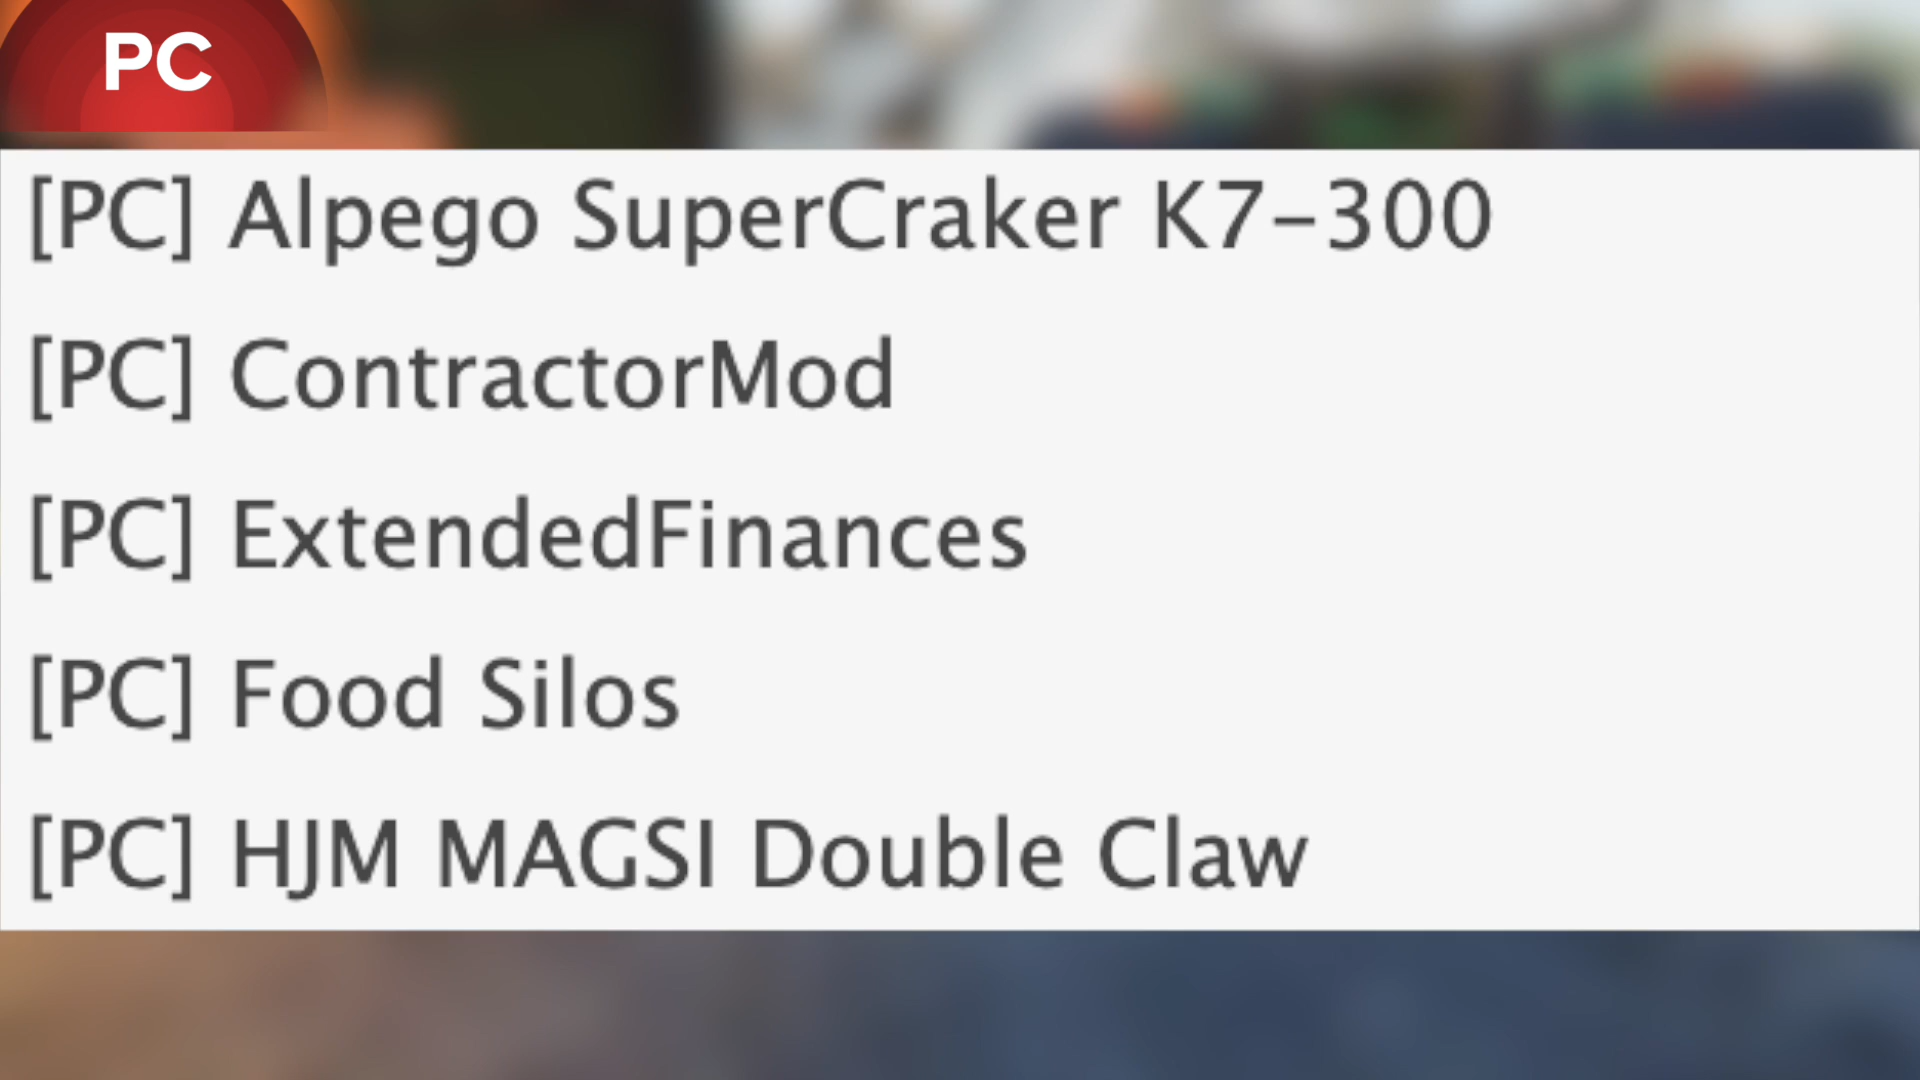 PC
[PC] Alpego SuperCraker K7-300
[PC] ContractorMod
[PC] ExtendedFinances
[PC] Food Silos
[PC] HJM MAGSI Double Claw